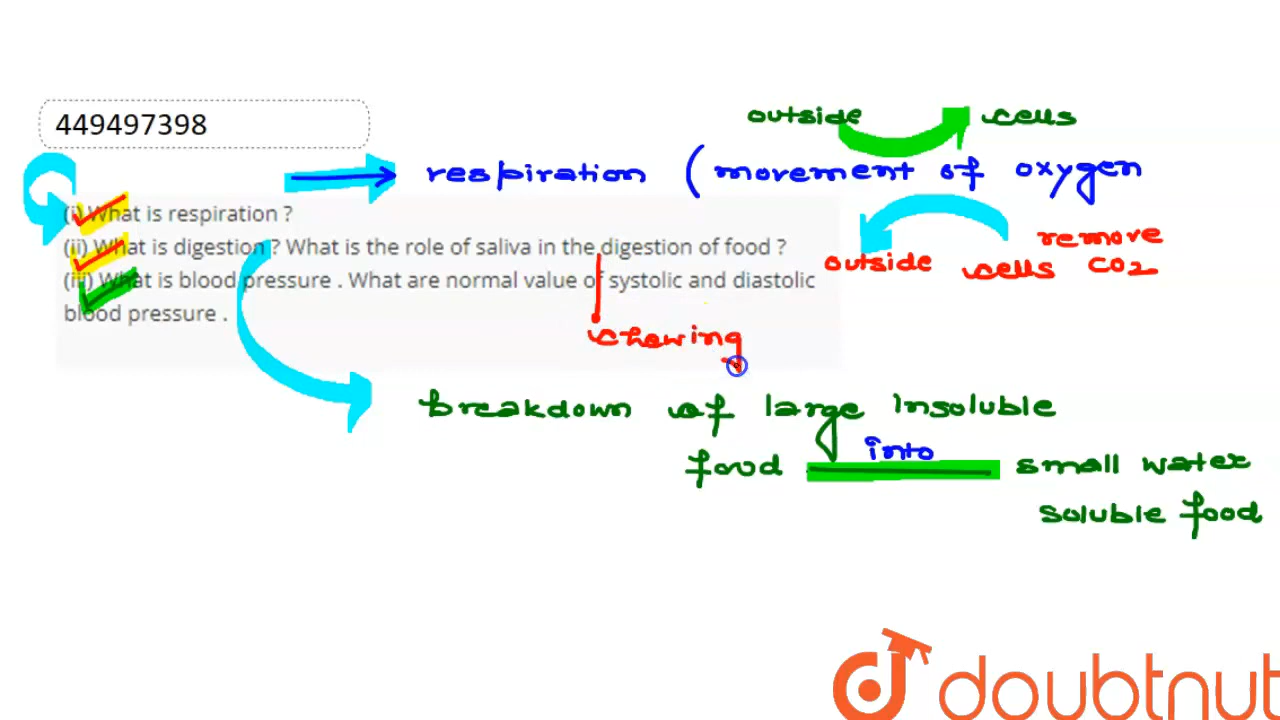 449497398
outside cells
respiration (movement of oxygen
(i) What is respiration ?
(ii) What is digestion ? What is the role of saliva in the digestion of food ?
(iii) What is blood pressure . What are normal value of systolic and diastolic
blood pressure .
remove
outside cells CO2
chewing
breakdown of large insoluble
food into small water
soluble food
doubtnut